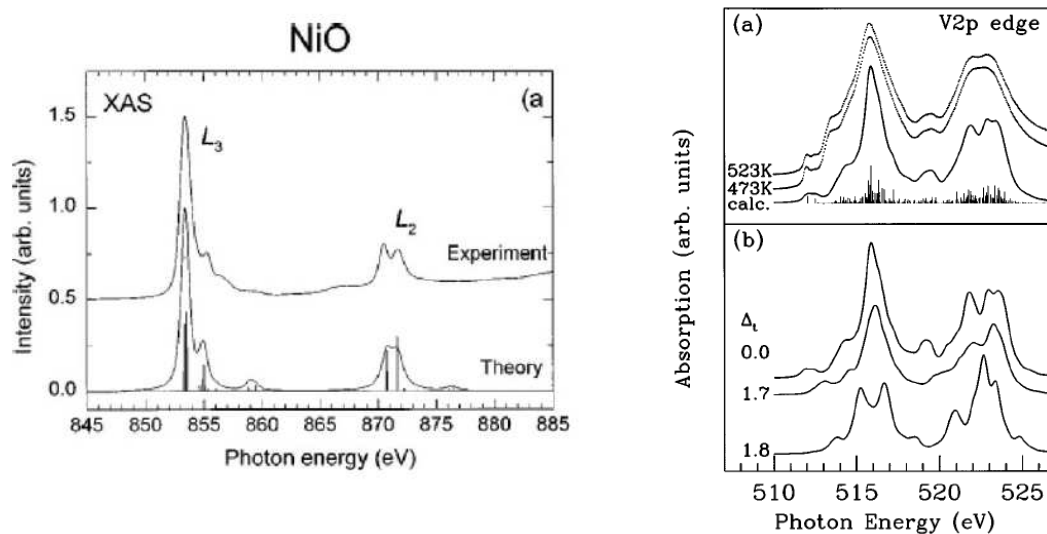 NiO
XAS
(a
L3
L2
Experiment
Theory
Intensity (arb. units)
1.5
1.0
0.5
0.0
845 850 855 860 865 870 875 880 885
Photon energy (eV)
(a) V2p edge
523K
473K
calc.
(b)
Δt
0.0
1.7
1.8
Absorption (arb. units)
510 515 520 525
Photon Energy (eV)